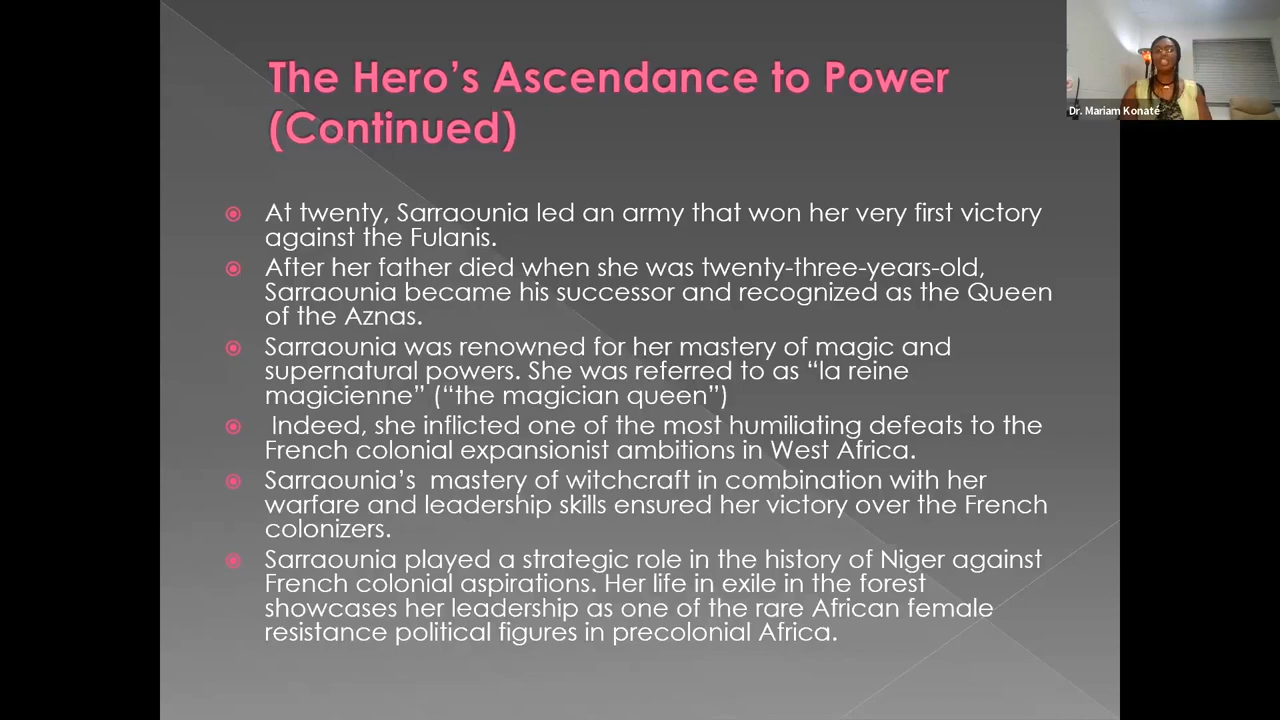 The Hero's Ascendance to Power
(Continued)
Dr. Mariam Konaté
At twenty, Sarraounia led an army that won her very first victory
against the Fulanis.
After her father died when she was twenty-three-years-old,
Sarraounia became his successor and recognized as the Queen
of the Aznas.
Sarraounia was renowned for her mastery of magic and
supernatural powers. She was referred to as “la reine
magicienne” (“the magician queen”)
Indeed, she inflicted one of the most humiliating defeats to the
French colonial expansionist ambitions in West Africa.
Sarraounia’s mastery of witchcraft in combination with her
warfare and leadership skills ensured her victory over the French
colonizers.
Sarraounia played a strategic role in the history of Niger against
French colonial aspirations. Her life in exile in the forest
showcases her leadership as one of the rare African female
resistance political figures in precolonial Africa.